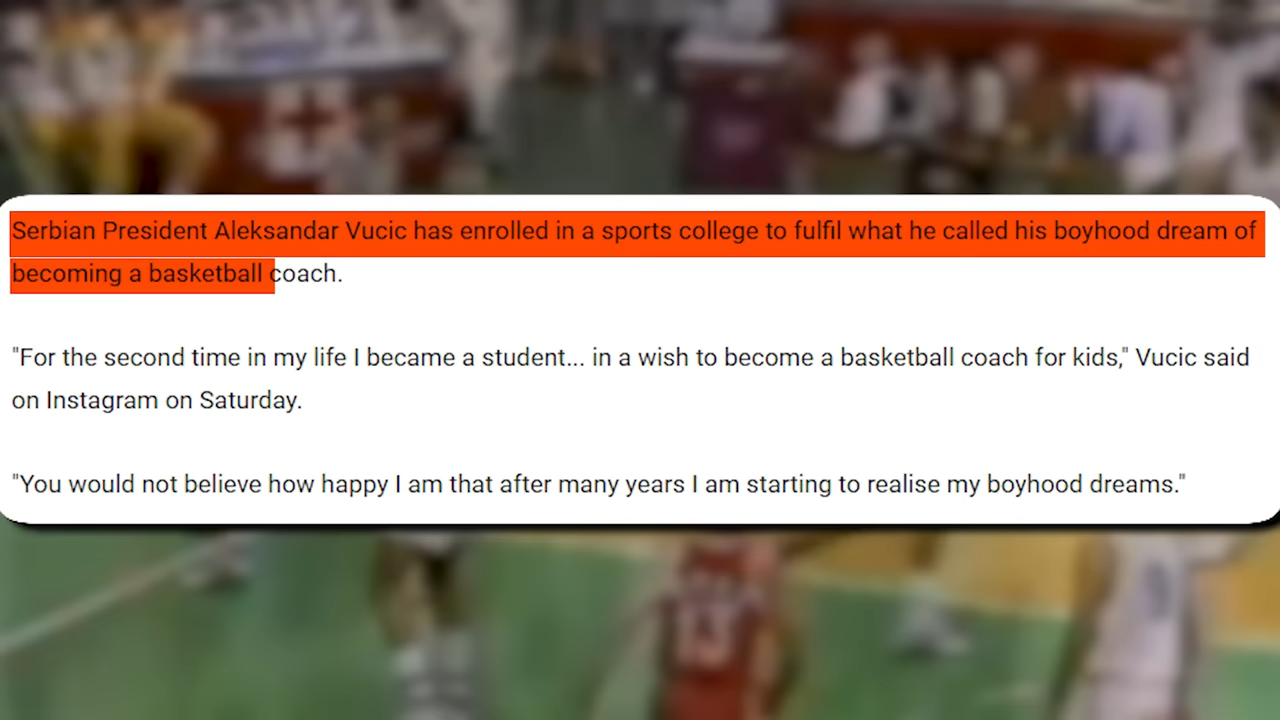 Serbian President Aleksandar Vucic has enrolled in a sports college to fulfil what he called his boyhood dream of
becoming a basketball coach.
"For the second time in my life I became a student... in a wish to become a basketball coach for kids," Vucic said
on Instagram on Saturday.
"You would not believe how happy I am that after many years I am starting to realise my boyhood dreams."